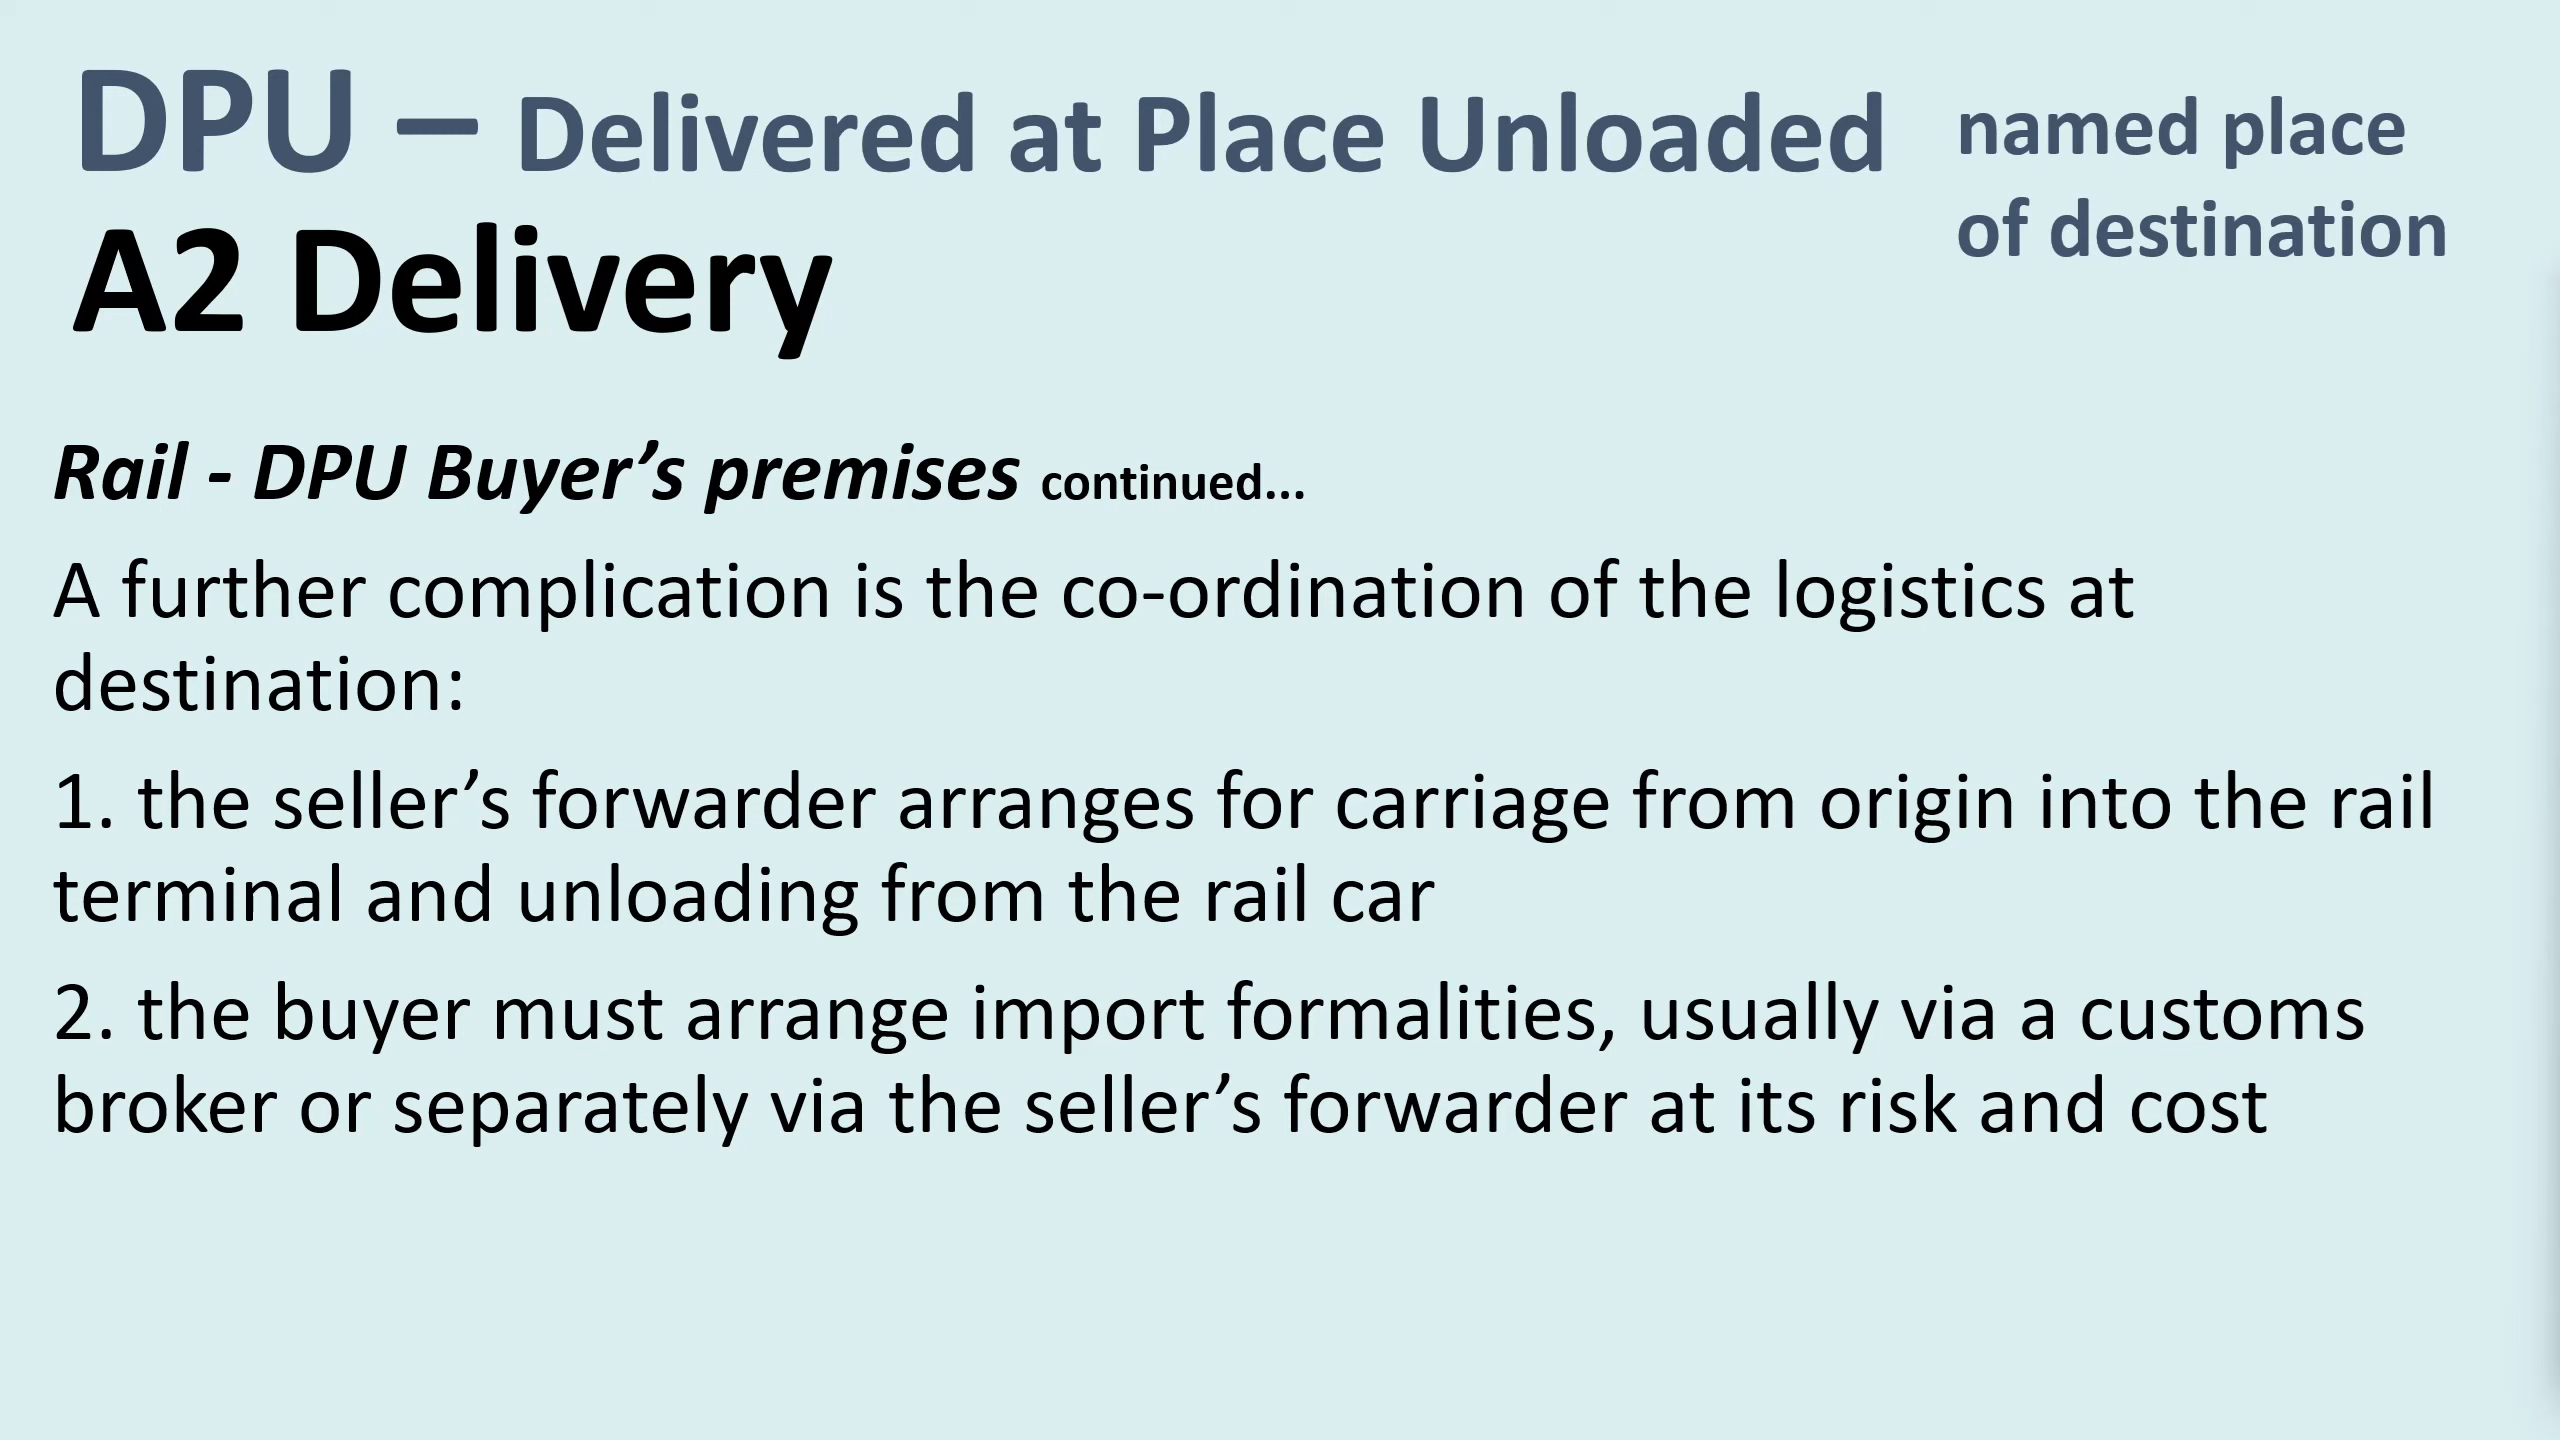 DPU – Delivered at Place Unloaded
named place
of destination
A2 Delivery
Rail - DPU Buyer’s premises continued...
A further complication is the co-ordination of the logistics at
destination:
1. the seller’s forwarder arranges for carriage from origin into the rail
terminal and unloading from the rail car
2. the buyer must arrange import formalities, usually via a customs
broker or separately via the seller’s forwarder at its risk and cost